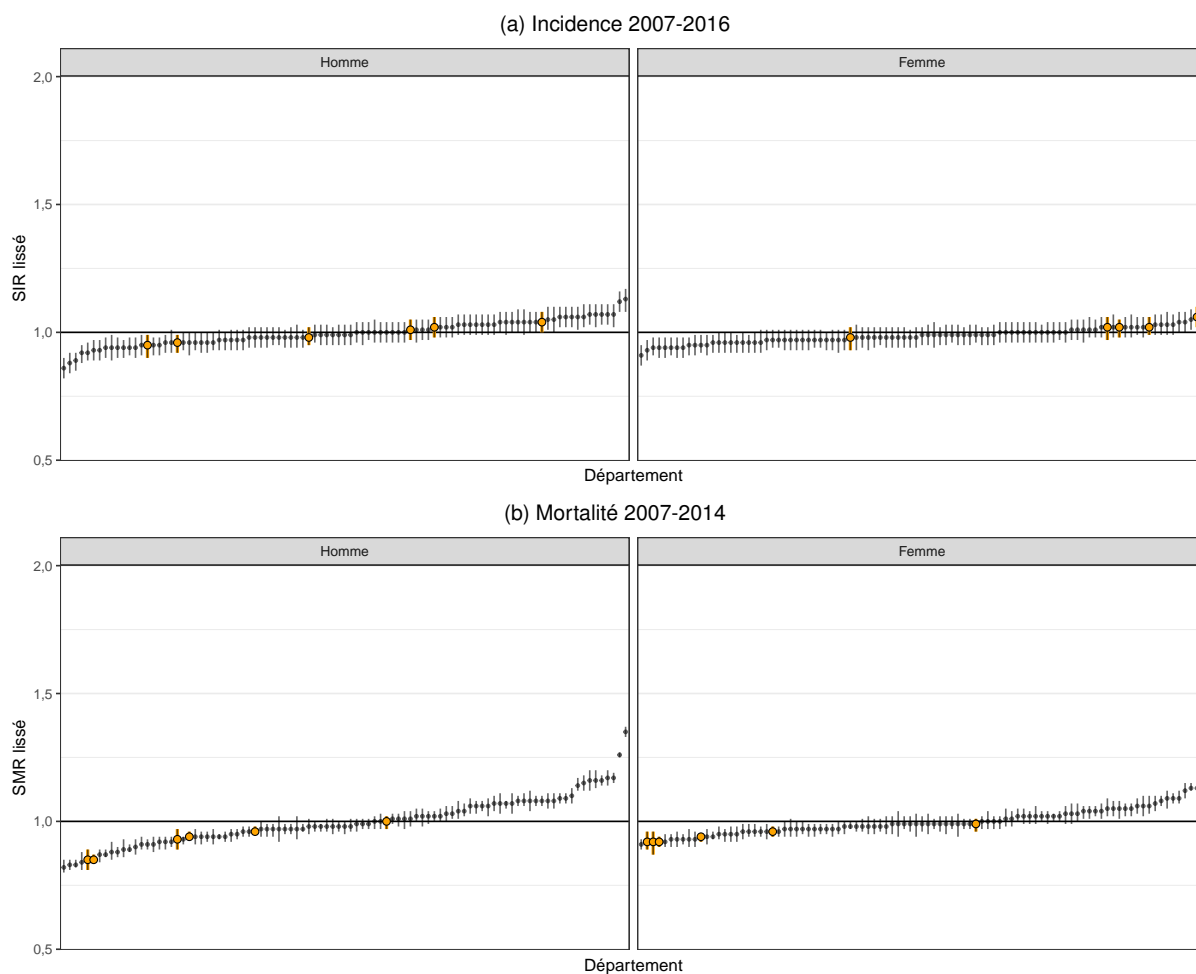 (a) Incidence 2007-2016
Homme
Femme
2,0
1,5
1,0
0,5
SIR lissé
Département
(b) Mortalité 2007-2014
Homme
Femme
2,0
1,5
1,0
0,5
SMR lissé
Département